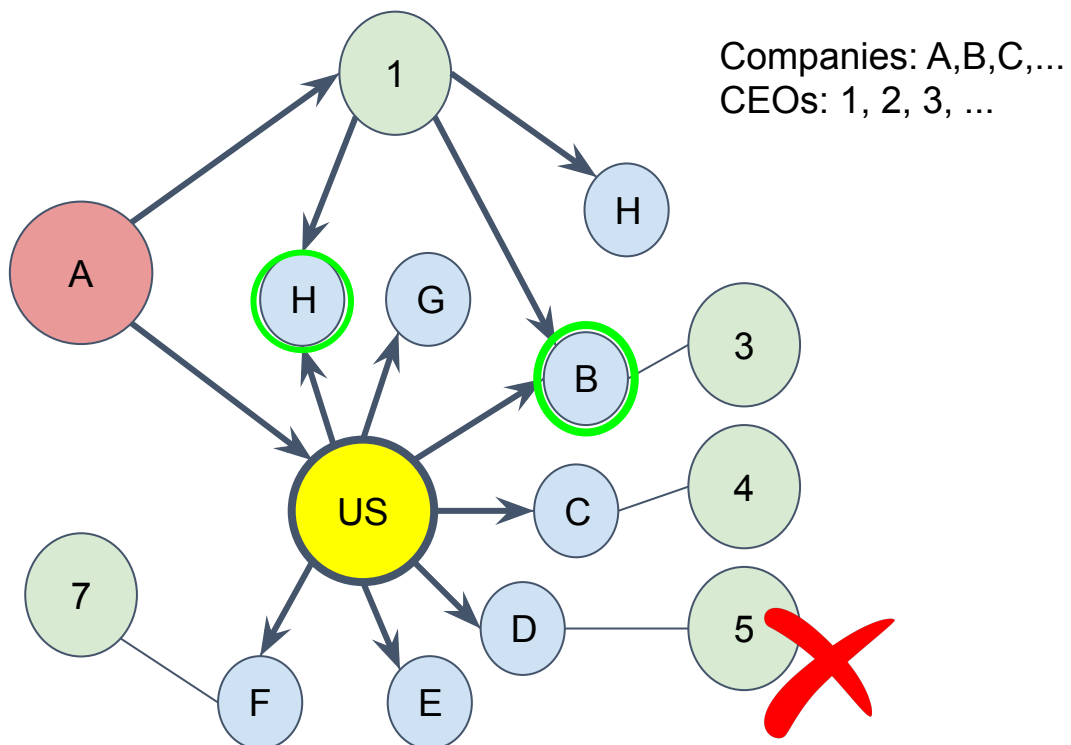 1
Companies: A,B,C,...
CEOs: 1, 2, 3, ...
H
A
H
G
B
3
4
US
C
7
D
5
F
E